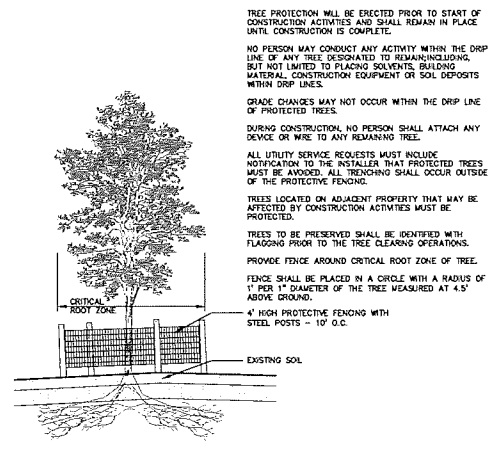 TREE PROTECTION WILL BE ERECTED PRIOR TO START OF
CONSTRUCTION ACTIVITIES AND SHALL REMAIN IN PLACE
UNTIL CONSTRUCTION IS COMPLETE.
NO PERSON MAY CONDUCT ANY ACTIVITY WITHIN THE DRIP
LINE OF ANY TREE DESIGNATED TO REMAIN;INCLUDING,
BUT NOT LIMITED TO PLACING SOLVENTS, BUILDING
MATERIAL, CONSTRUCTION EQUIPMENT OR SOIL DEPOSITS
WITHIN DRIP LINES.
GRADE CHANGES MAY NOT OCCUR WITHIN THE DRIP LINE
OF PROTECTED TREES.
DURING CONSTRUCTION, NO PERSON SHALL ATTACH ANY
DEVICE OR WIRE TO ANY REMAINING TREE.
ALL UTILITY SERVICE REQUESTS MUST INCLUDE
NOTIFICATION TO THE INSTALLER THAT PROTECTED TREES
MUST BE AVOIDED. ALL TRENCHING SHALL OCCUR OUTSIDE
OF THE PROTECTIVE FENCING.
TREES LOCATED ON ADJACENT PROPERTY THAT MAY BE
AFFECTED BY CONSTRUCTION ACTIVITIES MUST BE
PROTECTED.
TREES TO BE PRESERVED SHALL BE IDENTIFIED WITH
FLAGGING PRIOR TO THE TREE CLEARING OPERATIONS.
PROVIDE FENCE AROUND CRITICAL ROOT ZONE OF TREE.
FENCE SHALL BE PLACED IN A CIRCLE WITH A RADIUS OF
1' PER 1" DIAMETER OF THE TREE MEASURED AT 4.5'
ABOVE GROUND.
CRITICAL
ROOT ZONE
4' HIGH PROTECTIVE FENCING WITH
STEEL POSTS - 10' O.C.
EXISTING SOIL